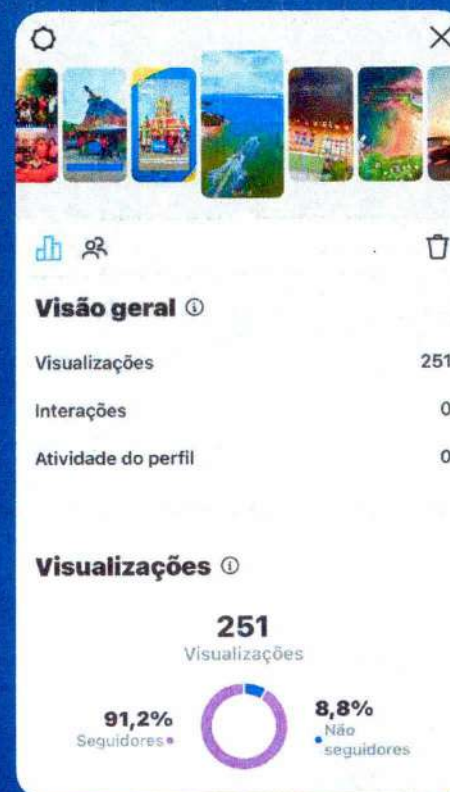 Visão geral
Visualizações 251
Interações 0
Atividade do perfil 0
Visualizações
251
Visualizações
91,2%
Seguidores
8,8%
Não
seguidores